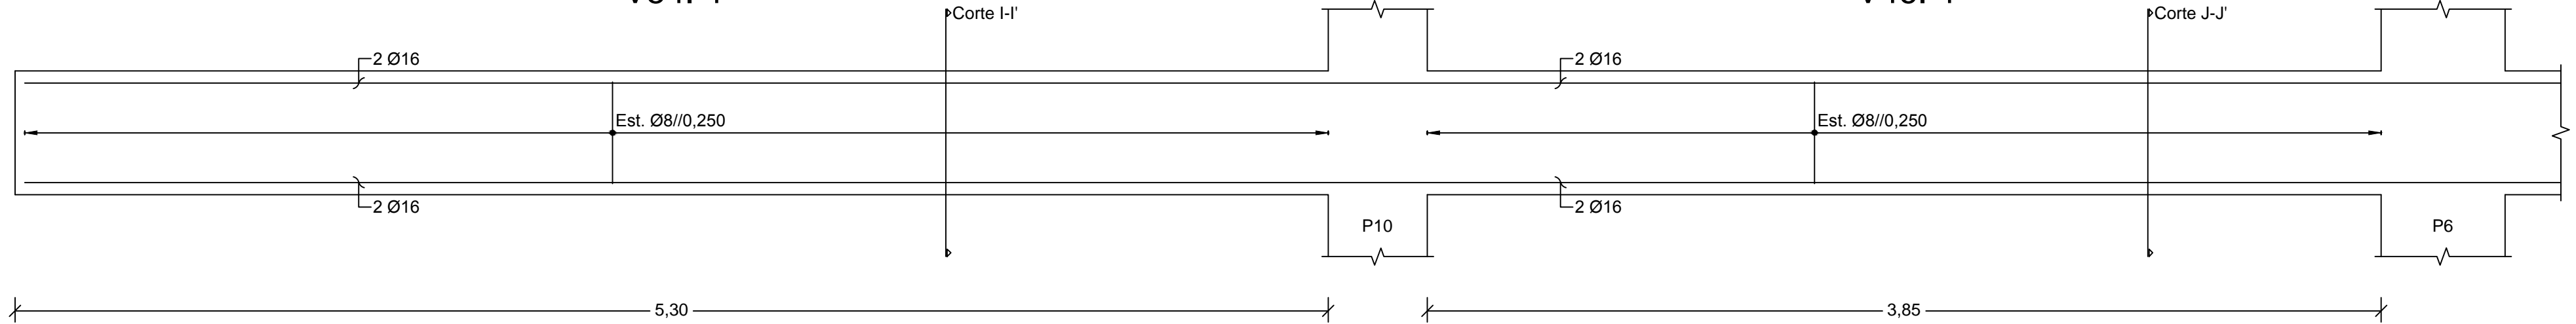 Corte I-I'
Corte J-J'
2 Ø16
2 Ø16
Est. Ø8//0,250
Est. Ø8//0,250
2 Ø16
2 Ø16
P10
P6
5,30
3,85